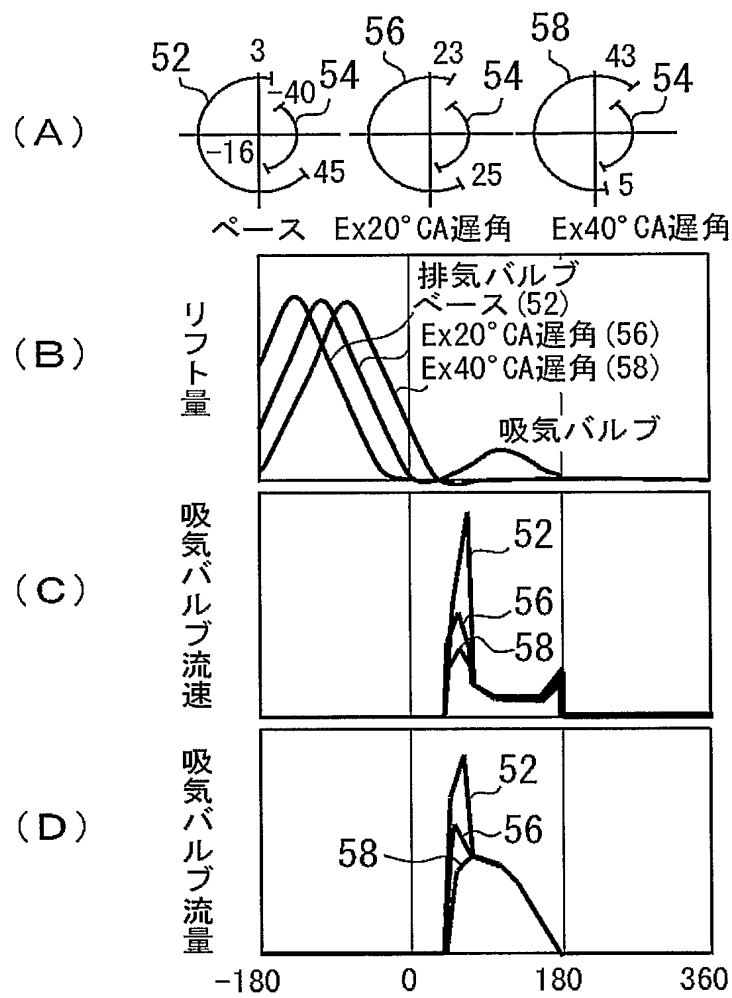 (A)
52
3
-40
54
-16
45
56
23
54
25
58
43
54
5
ベース
Ex20°CA遅角
Ex40°CA遅角
(B)
リフト量
排気バルブ
ベース(52)
Ex20°CA遅角(56)
Ex40°CA遅角(58)
吸気バルブ
(C)
吸気バルブ流速
52
56
58
(D)
吸気バルブ流量
52
56
58
-180
0
180
360